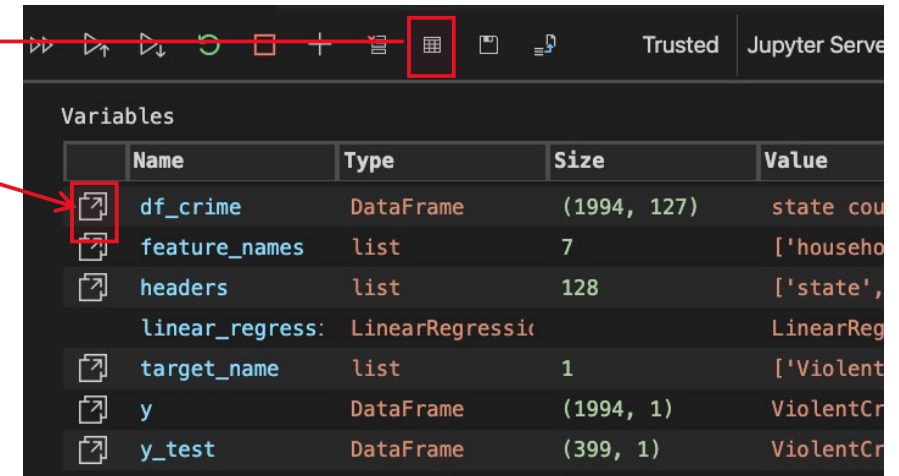 Trusted Jupyter Serve
Variables
Name Type Size Value
df_crime DataFrame (1994, 127) state cou
feature_names list 7 ['househo
headers list 128 ['state',
linear_regress: LinearRegressic LinearReg
target_name list 1 ['Violent
y DataFrame (1994, 1) ViolentCr
y_test DataFrame (399, 1) ViolentCr